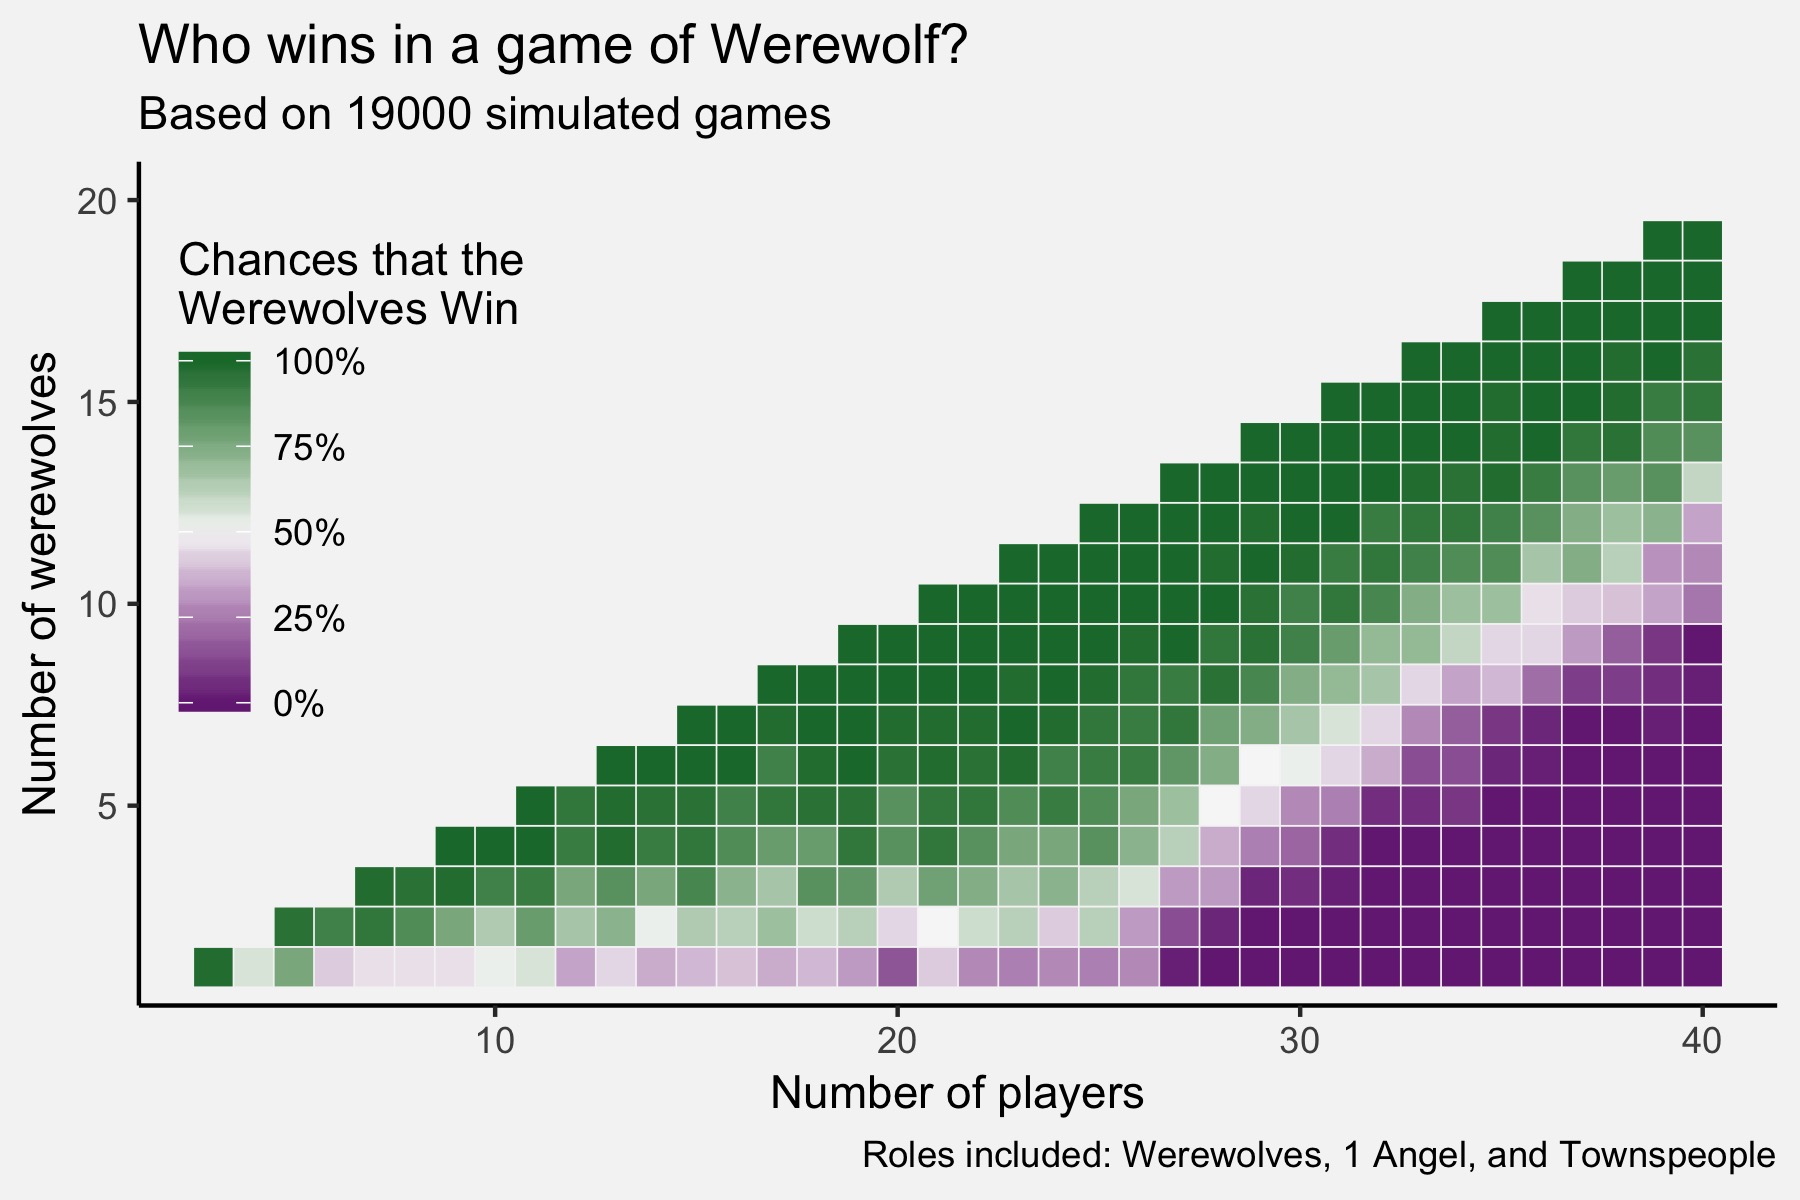 Who wins in a game of Werewolf?
Based on 19000 simulated games
20
15
10
5
Number of werewolves
Chances that the
Werewolves Win
100%
75%
50%
25%
0%
10
20
30
40
Number of players
Roles included: Werewolves, 1 Angel, and Townspeople